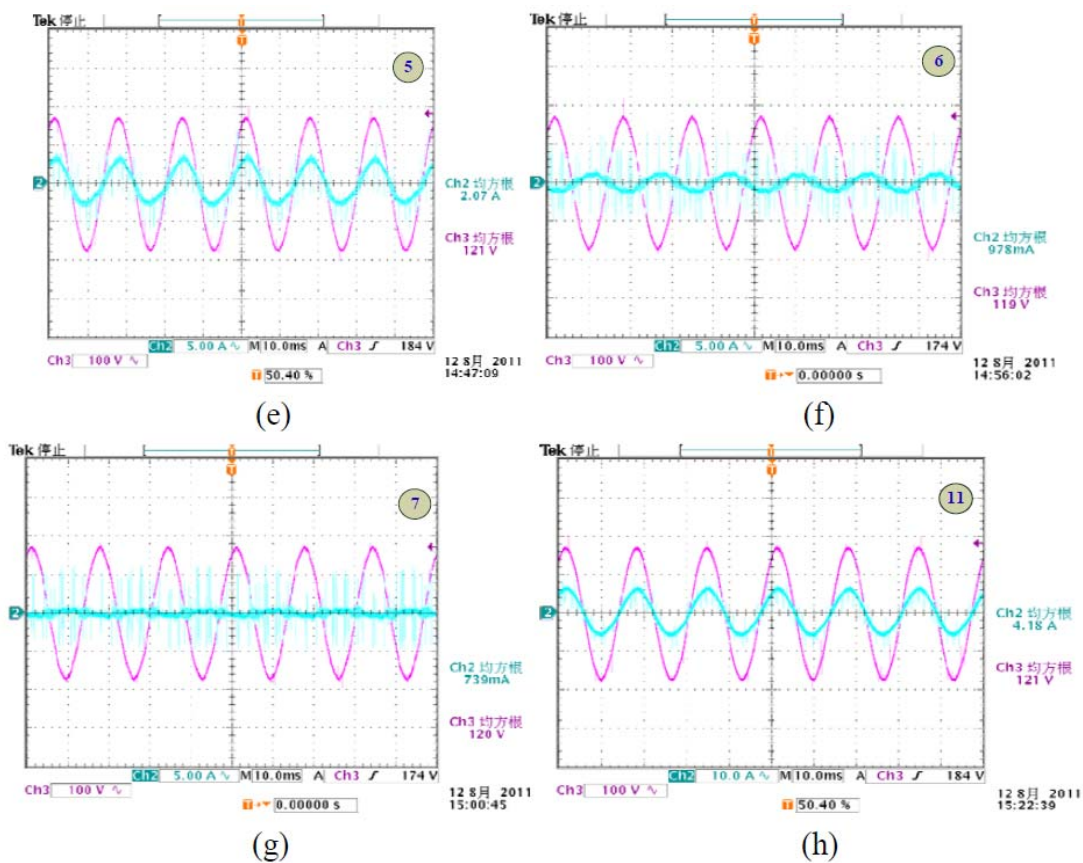 Tek 停止
T
T
5
2
Ch2 均方根
2.07 A
Ch3 均方根
121 V
Ch2 5.00 A ∿ M 10.0ms A Ch3 ∫ 184 V
Ch3 100 V ∿
T 50.40 %
12 8月 2011
14:47:09
(e)
Tek 停止
T
T
6
2
Ch2 均方根
978mA
Ch3 均方根
119 V
Ch2 5.00 A ∿ M 10.0ms A Ch3 ∫ 174 V
Ch3 100 V ∿
T 0.00000 s
12 8月 2011
14:56:02
(f)
Tek 停止
T
T
7
2
Ch2 均方根
739mA
Ch3 均方根
120 V
Ch2 5.00 A ∿ M 10.0ms A Ch3 ∫ 174 V
Ch3 100 V ∿
T 0.00000 s
12 8月 2011
15:00:45
(g)
Tek 停止
T
T
11
2
Ch2 均方根
4.18 A
Ch3 均方根
121 V
Ch2 10.0 A ∿ M 10.0ms A Ch3 ∫ 184 V
Ch3 100 V ∿
T 50.40 %
12 8月 2011
15:22:39
(h)